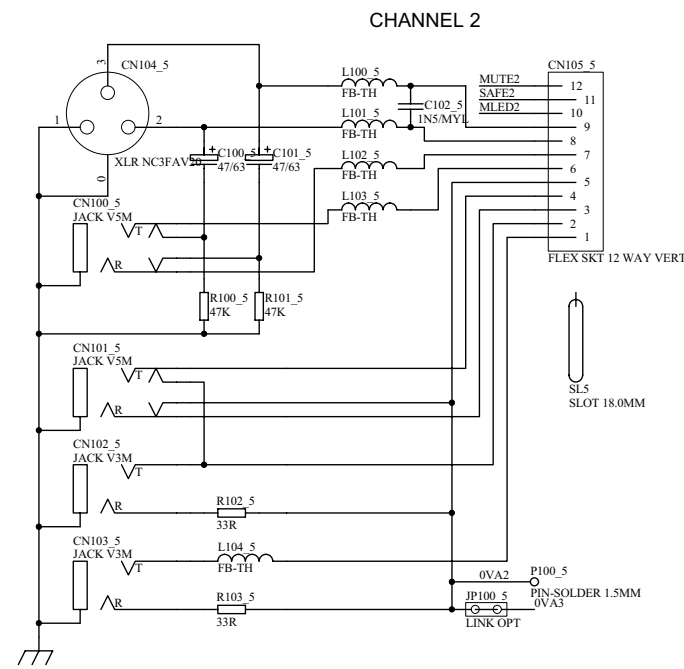 CHANNEL 2
CN104_5
3
1
2
0
XLR NC3FAV20
L100_5
FB-TH
L101_5
FB-TH
L102_5
FB-TH
L103_5
FB-TH
C102_5
1N5/MYL
C100_5
47/63
C101_5
47/63
+
+
CN105_5
MUTE2
SAFE2
MLED2
12
11
10
9
8
7
6
5
4
3
2
1
FLEX SKT 12 WAY VERT
CN100_5
JACK V5M
T
R
R100_5
47K
R101_5
47K
SL5
SLOT 18.0MM
CN101_5
JACK V5M
T
R
CN102_5
JACK V3M
T
R
R102_5
33R
CN103_5
JACK V3M
T
R
L104_5
FB-TH
R103_5
33R
0VA2
P100_5
PIN-SOLDER 1.5MM
0VA3
JP100_5
LINK OPT